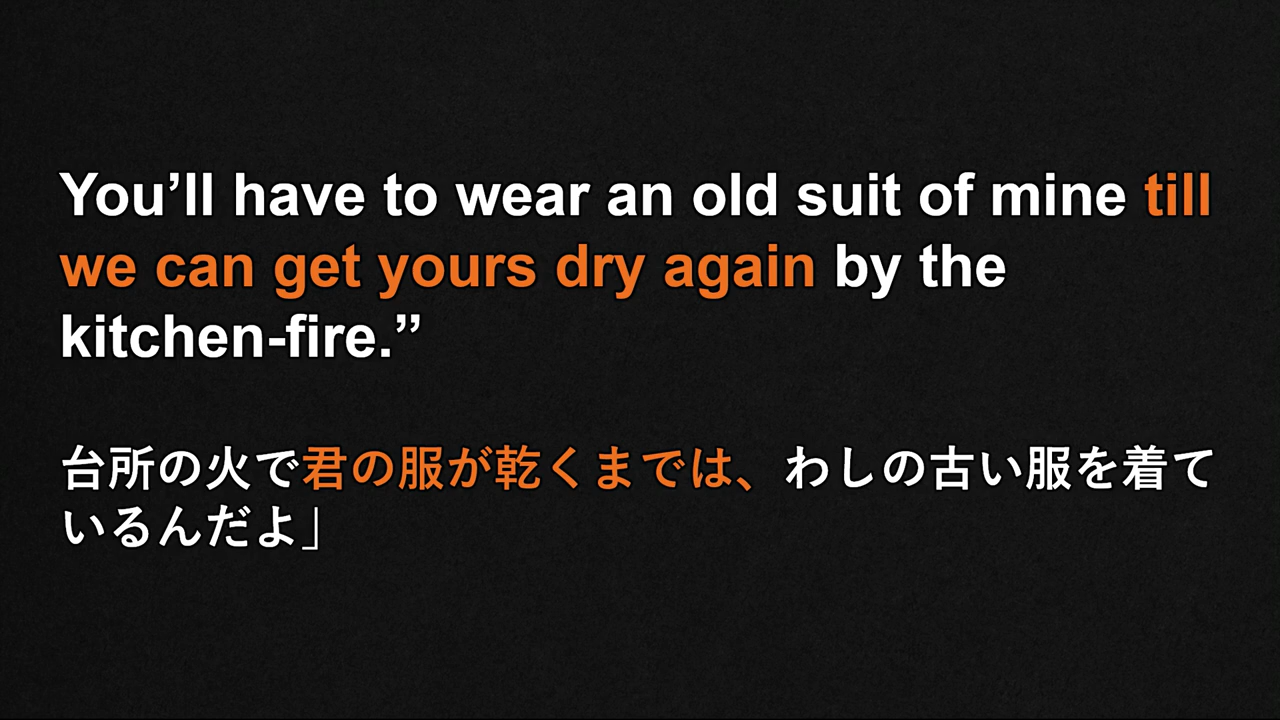 You’ll have to wear an old suit of mine till
we can get yours dry again by the
kitchen-fire.”
台所の火で君の服が乾くまでは、わしの古い服を着て
いるんだよ」